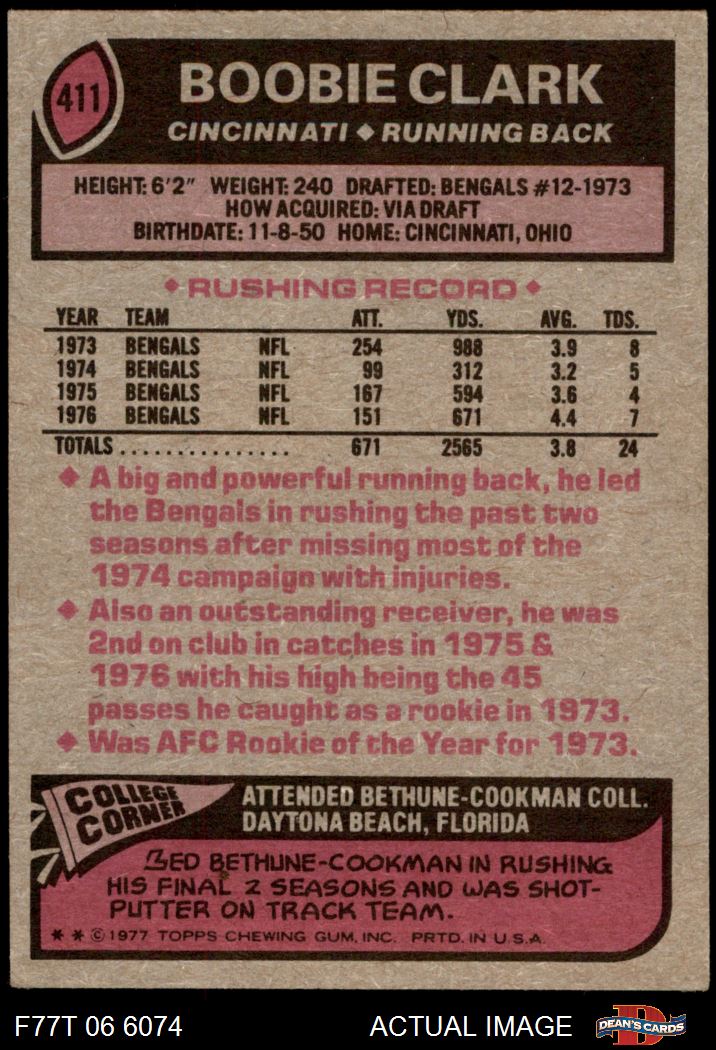 411
BOOBIE CLARK
CINCINNATI ◆ RUNNING BACK
HEIGHT: 6'2" WEIGHT: 240 DRAFTED: BENGALS #12-1973
HOW ACQUIRED: VIA DRAFT
BIRTHDATE: 11-8-50 HOME: CINCINNATI, OHIO
◆ RUSHING RECORD ◆
YEAR TEAM ATT. YDS. AVG. TDS.
1973 BENGALS NFL 254 988 3.9 8
1974 BENGALS NFL 99 312 3.2 5
1975 BENGALS NFL 167 594 3.6 4
1976 BENGALS NFL 151 671 4.4 7
TOTALS ................ 671 2565 3.8 24
◆ A big and powerful running back, he led
the Bengals in rushing the past two
seasons after missing most of the
1974 campaign with injuries.
◆ Also an outstanding receiver, he was
2nd on club in catches in 1975 &
1976 with his high being the 45
passes he caught as a rookie in 1973.
◆ Was AFC Rookie of the Year for 1973.
COLLEGE
CORNER
ATTENDED BETHUNE-COOKMAN COLL.
DAYTONA BEACH, FLORIDA
LED BETHUNE-COOKMAN IN RUSHING
HIS FINAL 2 SEASONS AND WAS SHOT-
PUTTER ON TRACK TEAM.
* * © 1977 TOPPS CHEWING GUM, INC. PRTD. IN U.S.A.
F77T 06 6074 ACTUAL IMAGE
D
DEAN'S CARDS